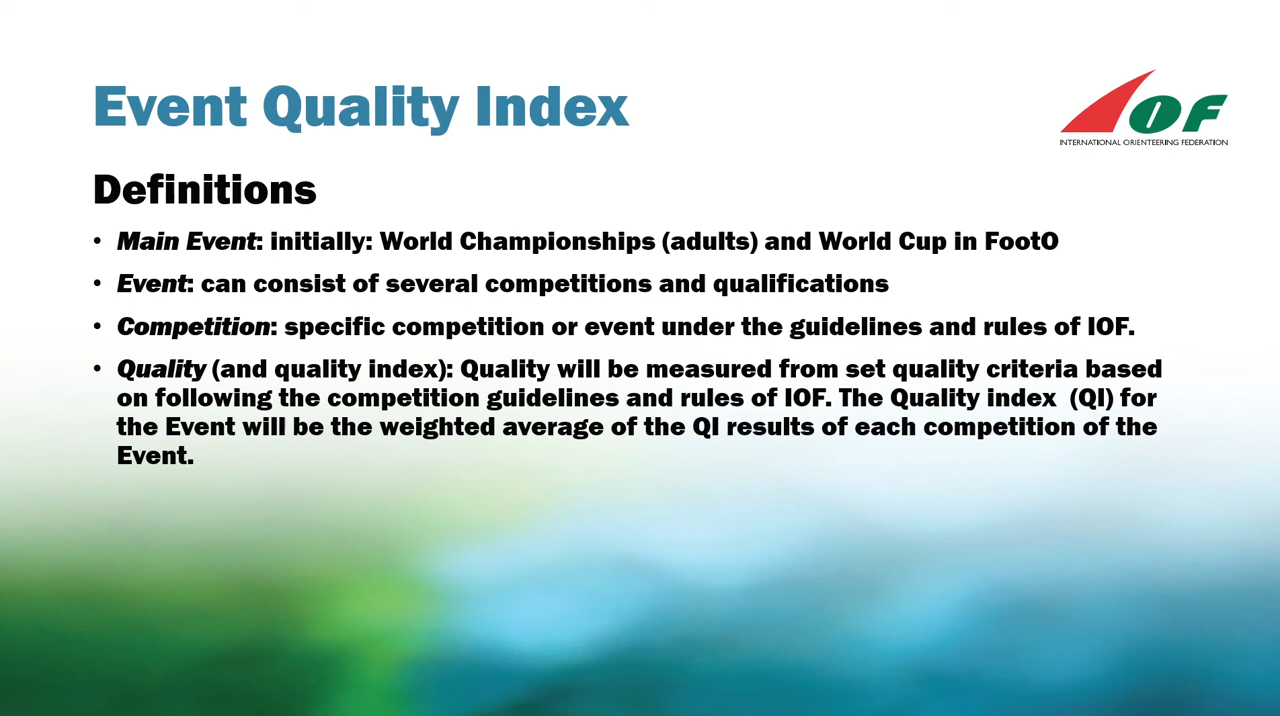 Event Quality Index
IOF
INTERNATIONAL ORIENTEERING FEDERATION
Definitions
• Main Event: initially: World Championships (adults) and World Cup in FootO
• Event: can consist of several competitions and qualifications
• Competition: specific competition or event under the guidelines and rules of IOF.
• Quality (and quality index): Quality will be measured from set quality criteria based
on following the competition guidelines and rules of IOF. The Quality index  (QI) for
the Event will be the weighted average of the QI results of each competition of the
Event.